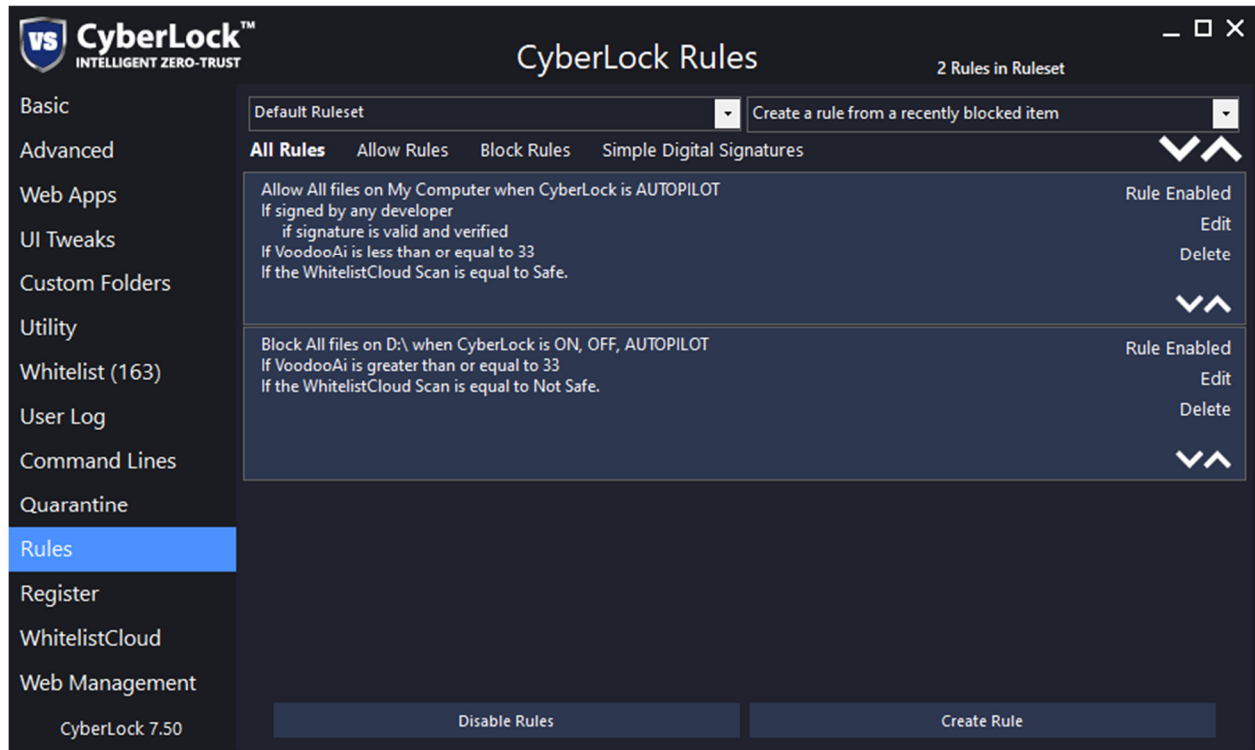 VS CyberLock™
INTELLIGENT ZERO-TRUST
CyberLock Rules
2 Rules in Ruleset
Basic
Advanced
Web Apps
UI Tweaks
Custom Folders
Utility
Whitelist (163)
User Log
Command Lines
Quarantine
Rules
Register
WhitelistCloud
Web Management
CyberLock 7.50
Default Ruleset
Create a rule from a recently blocked item
All Rules Allow Rules Block Rules Simple Digital Signatures
Allow All files on My Computer when CyberLock is AUTOPILOT
If signed by any developer
if signature is valid and verified
If VoodooAi is less than or equal to 33
If the WhitelistCloud Scan is equal to Safe.
Rule Enabled
Edit
Delete
Block All files on D:\ when CyberLock is ON, OFF, AUTOPILOT
If VoodooAi is greater than or equal to 33
If the WhitelistCloud Scan is equal to Not Safe.
Rule Enabled
Edit
Delete
Disable Rules
Create Rule